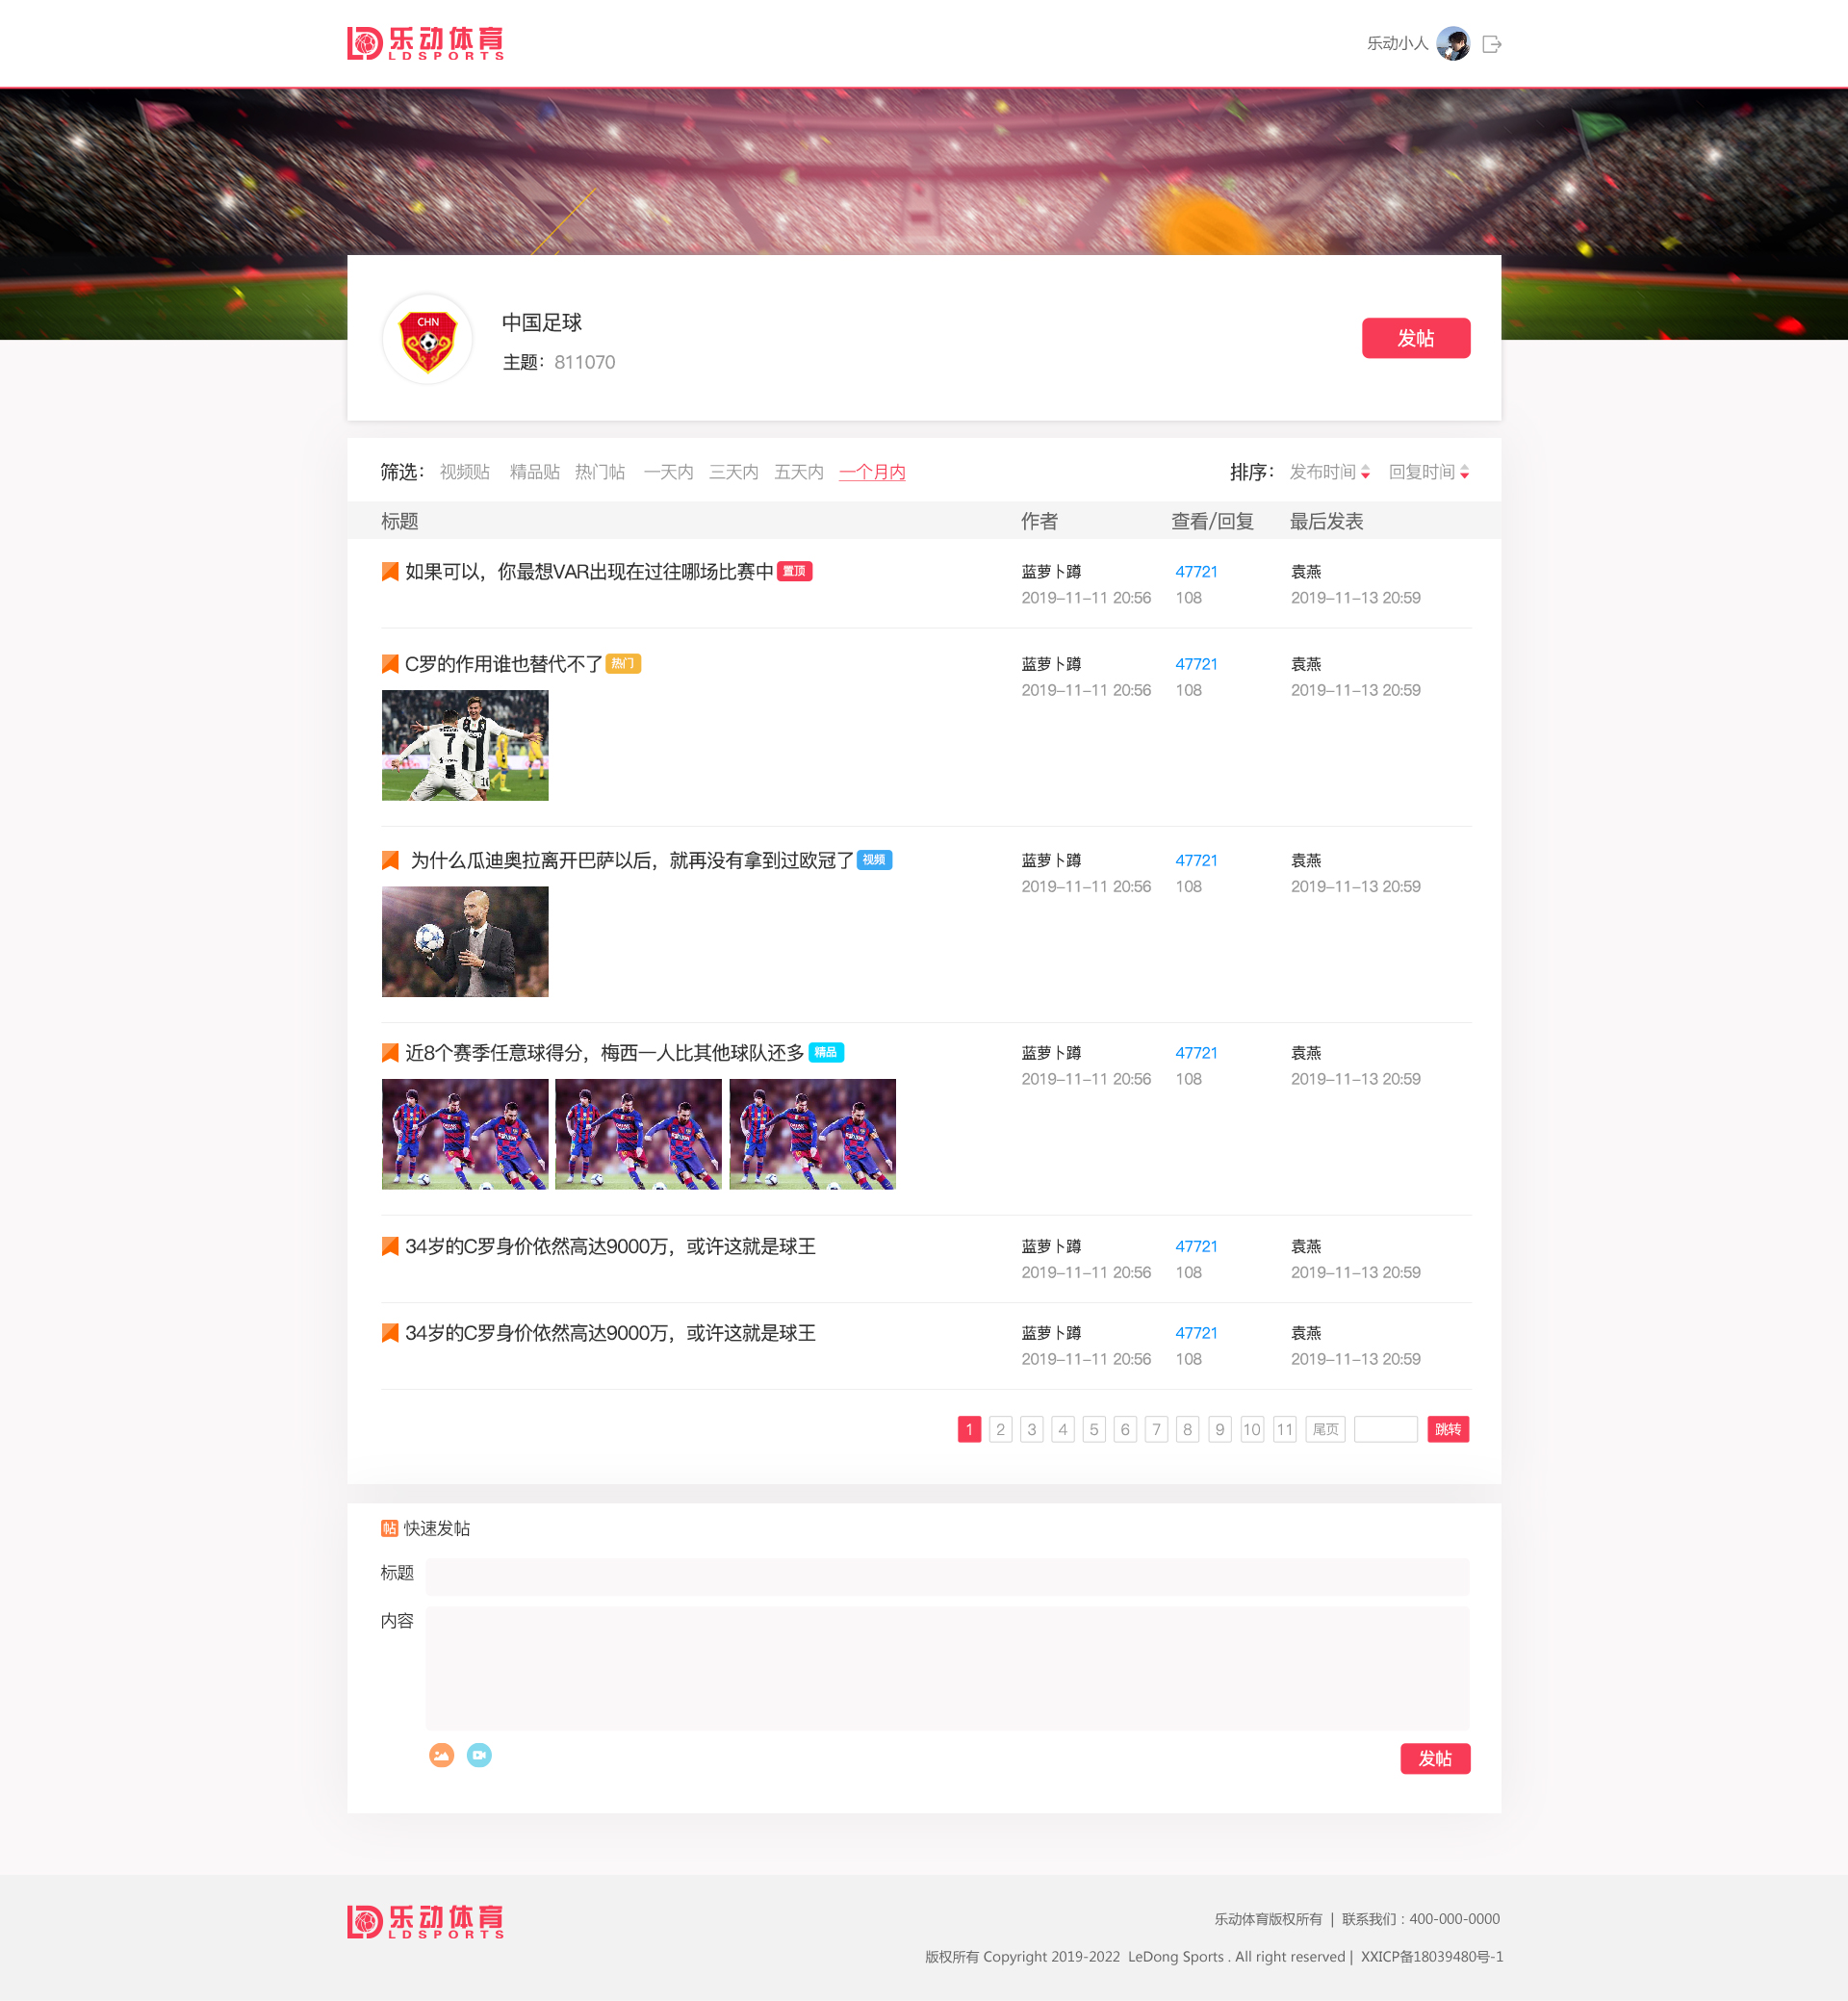 乐动体育
LDSPORTS
乐动小人
CHN
中国足球
主题：811070
发帖
筛选： 视频贴 精品贴 热门帖 一天内 三天内 五天内 一个月内 排序： 发布时间 回复时间
标题 作者 查看/回复 最后发表
如果可以，你最想VAR出现在过往哪场比赛中 置顶 蓝萝卜蹲 47721 袁燕
2019-11-11 20:56 108 2019-11-13 20:59
C罗的作用谁也替代不了 热门 蓝萝卜蹲 47721 袁燕
2019-11-11 20:56 108 2019-11-13 20:59
7
10
为什么瓜迪奥拉离开巴萨以后，就再没有拿到过欧冠了 视频 蓝萝卜蹲 47721 袁燕
2019-11-11 20:56 108 2019-11-13 20:59
近8个赛季任意球得分，梅西一人比其他球队还多 精品 蓝萝卜蹲 47721 袁燕
2019-11-11 20:56 108 2019-11-13 20:59
34岁的C罗身价依然高达9000万，或许这就是球王 蓝萝卜蹲 47721 袁燕
2019-11-11 20:56 108 2019-11-13 20:59
34岁的C罗身价依然高达9000万，或许这就是球王 蓝萝卜蹲 47721 袁燕
2019-11-11 20:56 108 2019-11-13 20:59
1 2 3 4 5 6 7 8 9 10 11 尾页 跳转
帖 快速发帖
标题
内容
发帖
乐动体育
LDSPORTS
乐动体育版权所有 | 联系我们：400-000-0000
版权所有 Copyright 2019-2022 LeDong Sports . All right reserved | XXICP备18039480号-1